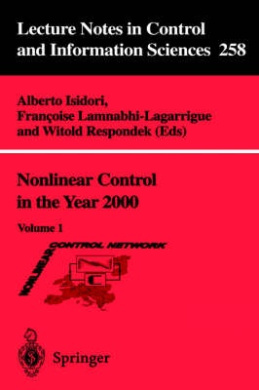 Lecture Notes in Control
and Information Sciences 258
Alberto Isidori,
Françoise Lamnabhi-Lagarrigue
and Witold Respondek (Eds)
Nonlinear Control
in the Year 2000
Volume 1
NONLINEAR
CONTROL NETWORK
Springer